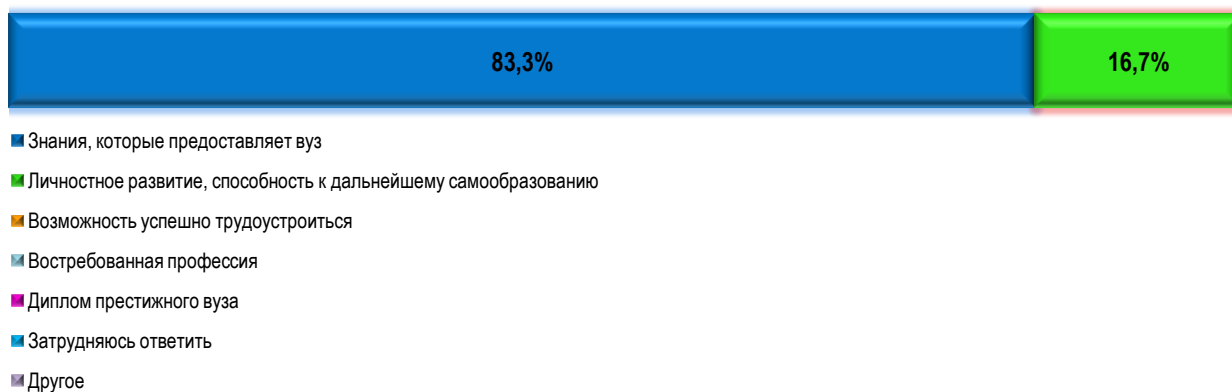 83,3% 16,7%
Знания, которые предоставляет вуз
Личностное развитие, способность к дальнейшему самообразованию
Возможность успешно трудоустроиться
Востребованная профессия
Диплом престижного вуза
Затрудняюсь ответить
Другое